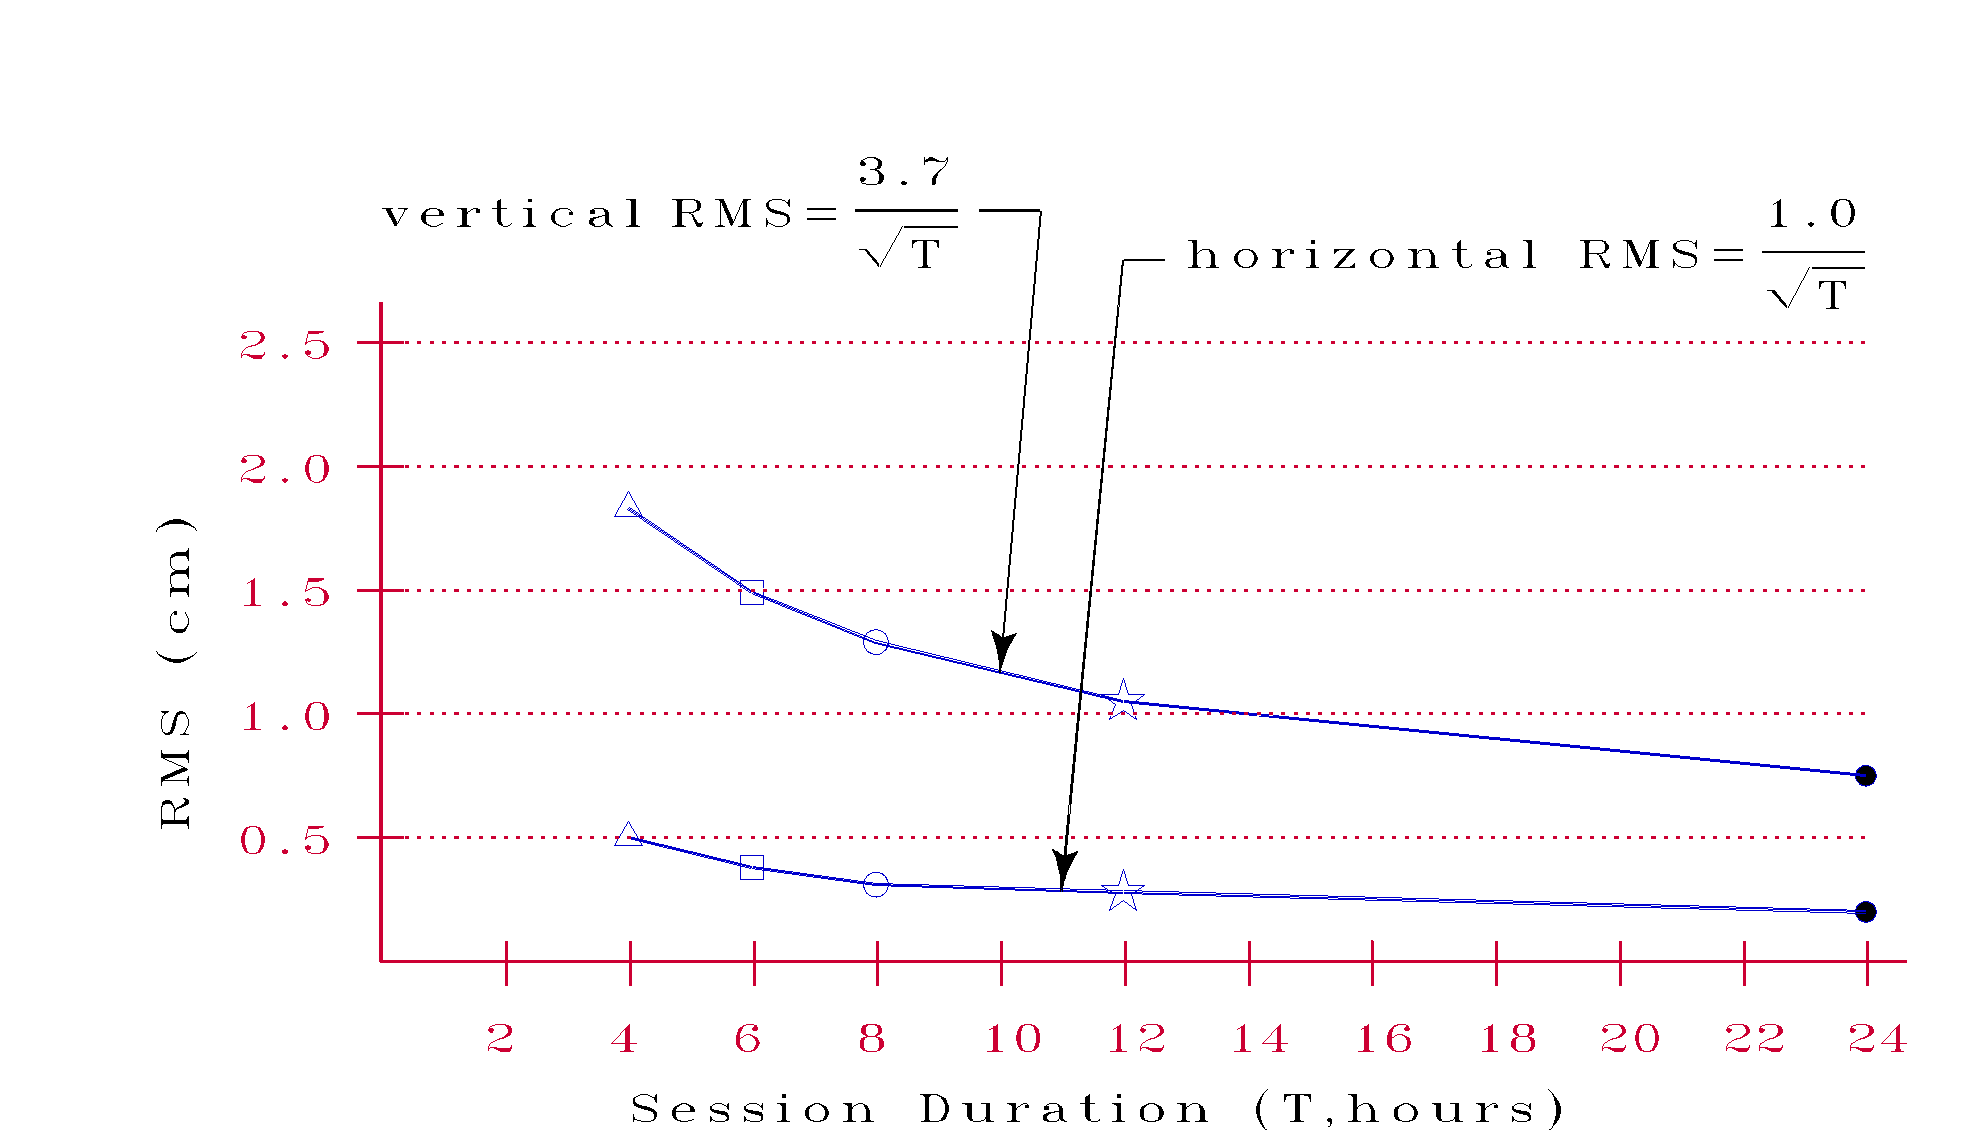 3.7
vertical RMS=
√T
1.0
horizontal RMS=
√T
2.5
2.0
1.5
1.0
0.5
RMS (cm)
2 4 6 8 10 12 14 16 18 20 22 24
Session Duration (T,hours)